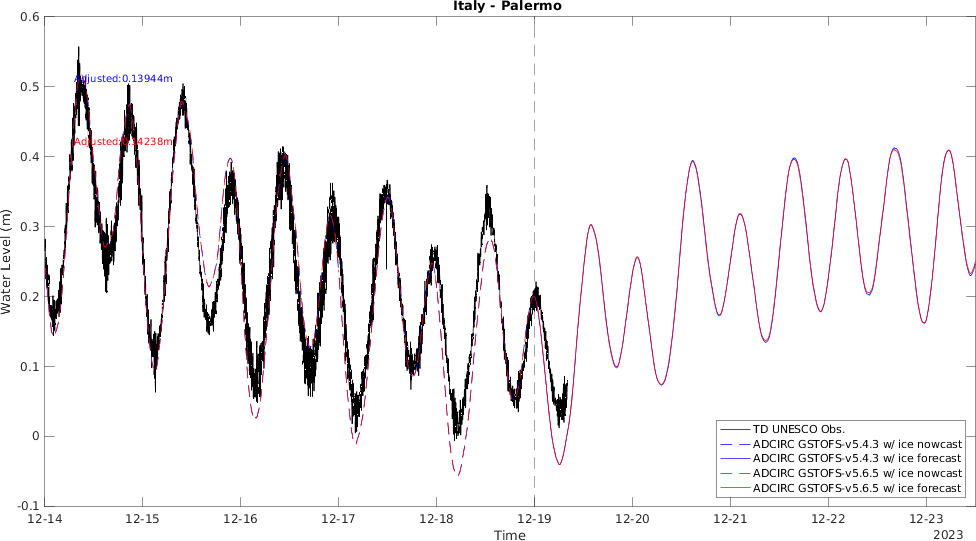 Italy - Palermo
0.6
0.5
0.4
0.3
0.2
0.1
0
-0.1
Water Level (m)
Adjusted:0.13944m
Adjusted:0.14238m
TD UNESCO Obs.
ADCIRC GSTOFS-v5.4.3 w/ ice nowcast
ADCIRC GSTOFS-v5.4.3 w/ ice forecast
ADCIRC GSTOFS-v5.6.5 w/ ice nowcast
ADCIRC GSTOFS-v5.6.5 w/ ice forecast
12-14 12-15 12-16 12-17 12-18 12-19 12-20 12-21 12-22 12-23
Time
2023